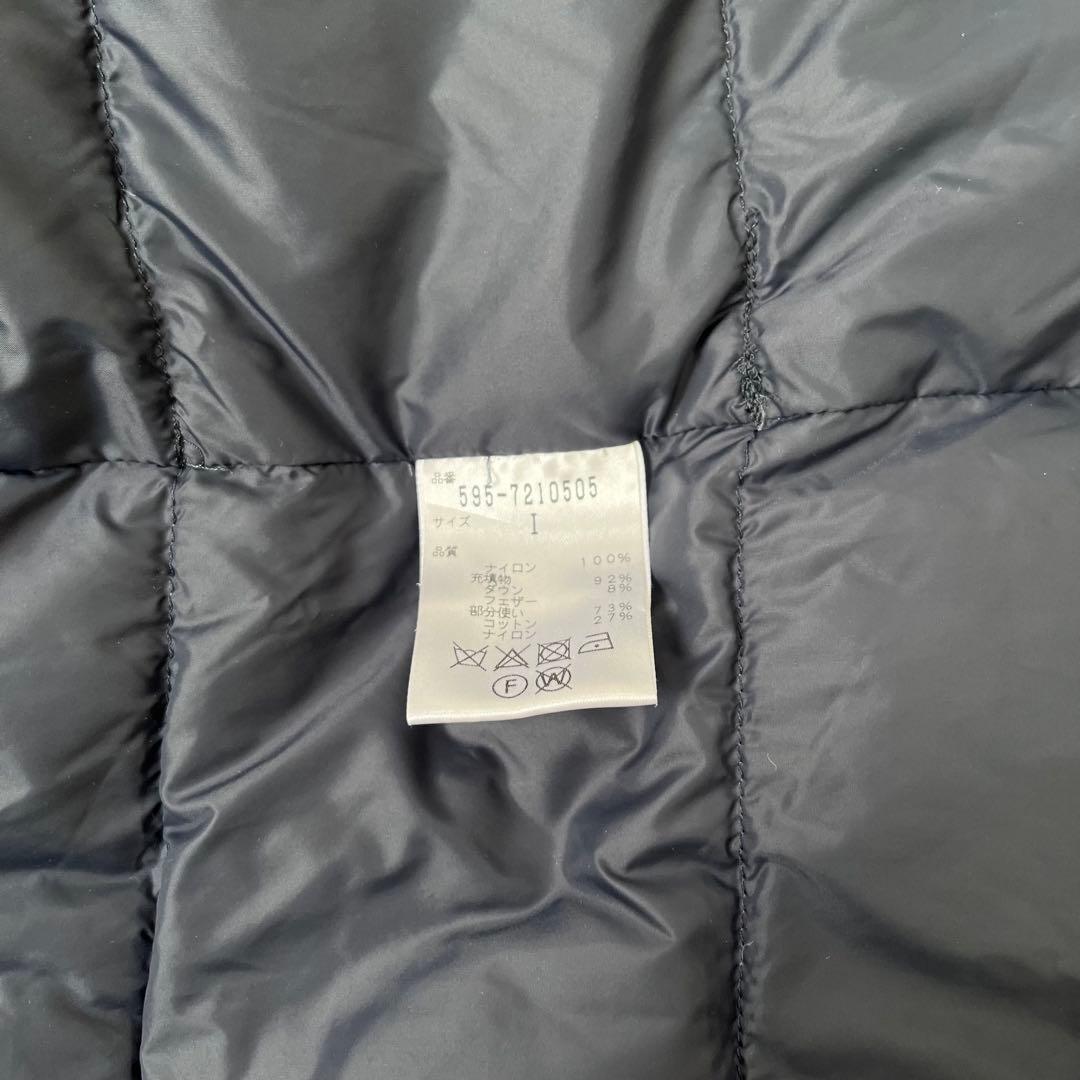 品番
595-7210505
サイズ I
品質
ナイロン 100%
充填物
ダウン 92%
フェザー 8%
部分使い
コットン 73%
ナイロン 27%
F W